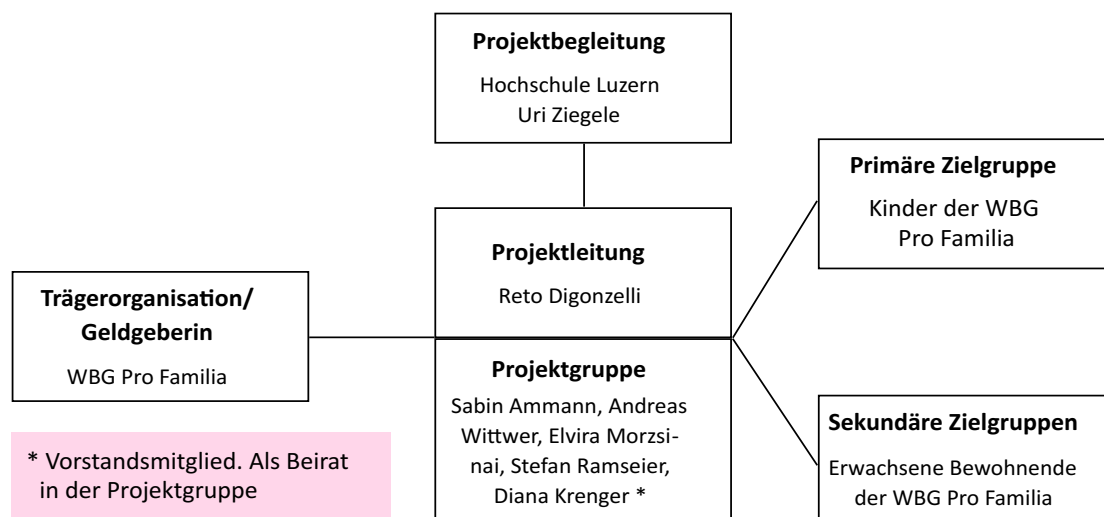 Projektbegleitung
Hochschule Luzern
Uri Ziegele
Primäre Zielgruppe
Kinder der WBG
Pro Familia
Projektleitung
Reto Digonzelli
Trägerorganisation/
Geldgeberin
WBG Pro Familia
Projektgruppe
Sabin Ammann, Andreas
Wittwer, Elvira Morzsi-
nai, Stefan Ramseier,
Diana Krenger *
Sekundäre Zielgruppen
Erwachsene Bewohnende
der WBG Pro Familia
* Vorstandsmitglied. Als Beirat
in der Projektgruppe